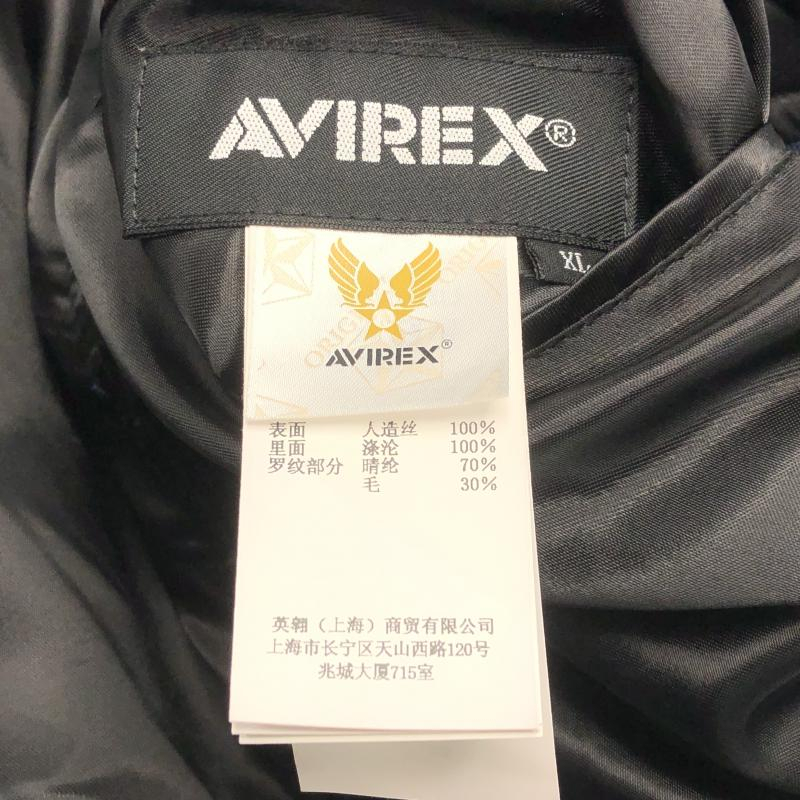 AVIREX®
XL
ORIGI
AVIREX®
表面 人造丝 100%
里面 涤沦 100%
罗纹部分 晴纶 70%
毛 30%
英翱（上海）商贸有限公司
上海市长宁区天山西路120号
兆城大厦715室